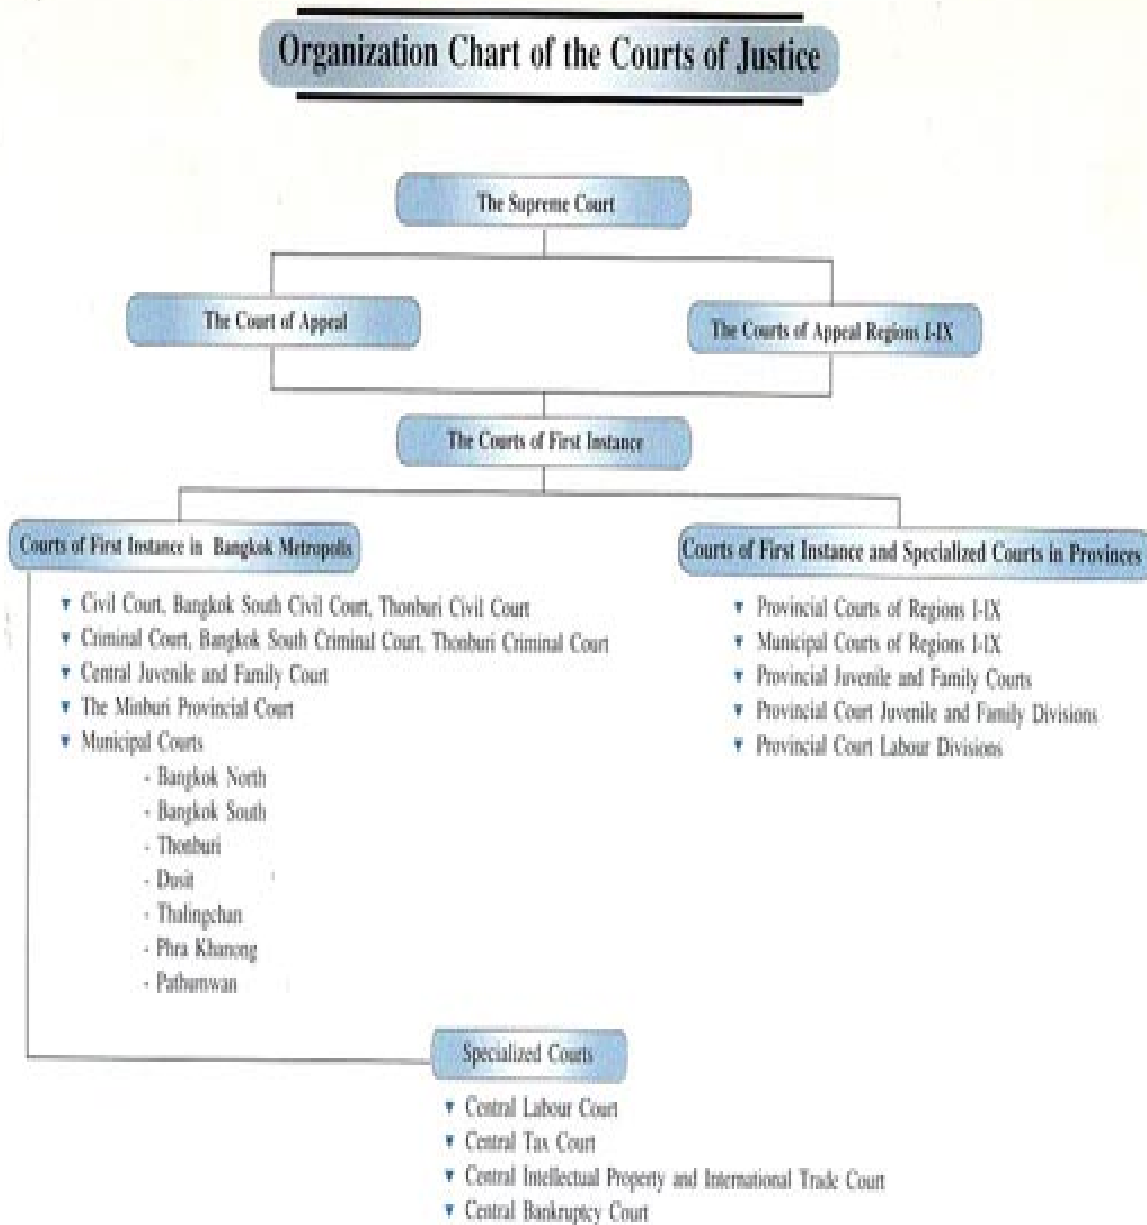 Organization Chart of the Courts of Justice
The Supreme Court
The Court of Appeal
The Courts of Appeal Regions I-IX
The Courts of First Instance
Courts of First Instance in Bangkok Metropolis
▼ Civil Court, Bangkok South Civil Court, Thonburi Civil Court
▼ Criminal Court, Bangkok South Criminal Court, Thonburi Criminal Court
▼ Central Juvenile and Family Court
▼ The Minburi Provincial Court
▼ Municipal Courts
- Bangkok North
- Bangkok South
- Thonburi
- Dusit
- Thalingchan
- Phra Khanong
- Pathumwan
Courts of First Instance and Specialized Courts in Provinces
▼ Provincial Courts of Regions I-IX
▼ Municipal Courts of Regions I-IX
▼ Provincial Juvenile and Family Courts
▼ Provincial Court Juvenile and Family Divisions
▼ Provincial Court Labour Divisions
Specialized Courts
▼ Central Labour Court
▼ Central Tax Court
▼ Central Intellectual Property and International Trade Court
▼ Central Bankruptcy Court